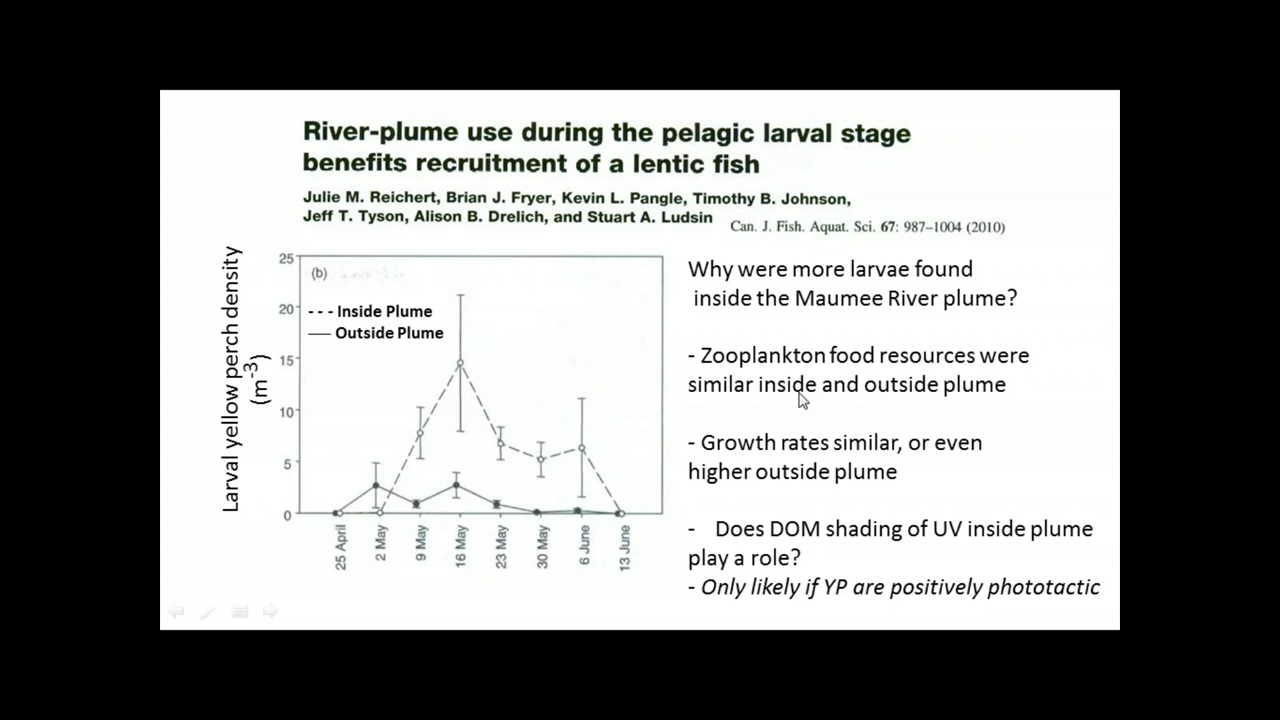 River-plume use during the pelagic larval stage
benefits recruitment of a lentic fish
Julie M. Reichert, Brian J. Fryer, Kevin L. Pangle, Timothy B. Johnson,
Jeff T. Tyson, Alison B. Drelich, and Stuart A. Ludsin
Can. J. Fish. Aquat. Sci. 67: 987–1004 (2010)
Larval yellow perch density
(m-3)
25
20
15
10
5
0
(b)
- - - Inside Plume
— Outside Plume
25 April
2 May
9 May
16 May
23 May
30 May
6 June
13 June
Why were more larvae found
inside the Maumee River plume?
- Zooplankton food resources were
similar inside and outside plume
- Growth rates similar, or even
higher outside plume
- Does DOM shading of UV inside plume
play a role?
- Only likely if YP are positively phototactic